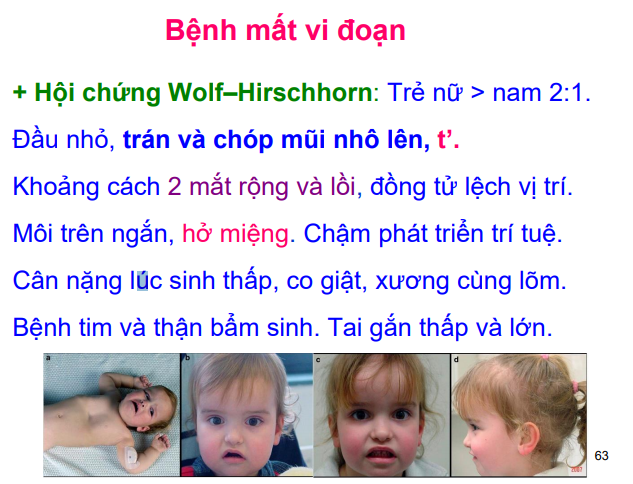 Bệnh mất vi đoạn
+ Hội chứng Wolf–Hirschhorn: Trẻ nữ > nam 2:1.
Đầu nhỏ, trán và chóp mũi nhô lên, t’.
Khoảng cách 2 mắt rộng và lồi, đồng tử lệch vị trí.
Môi trên ngắn, hở miệng. Chậm phát triển trí tuệ.
Cân nặng lúc sinh thấp, co giật, xương cùng lõm.
Bệnh tim và thận bẩm sinh. Tai gắn thấp và lớn.
a b c d
2007
63